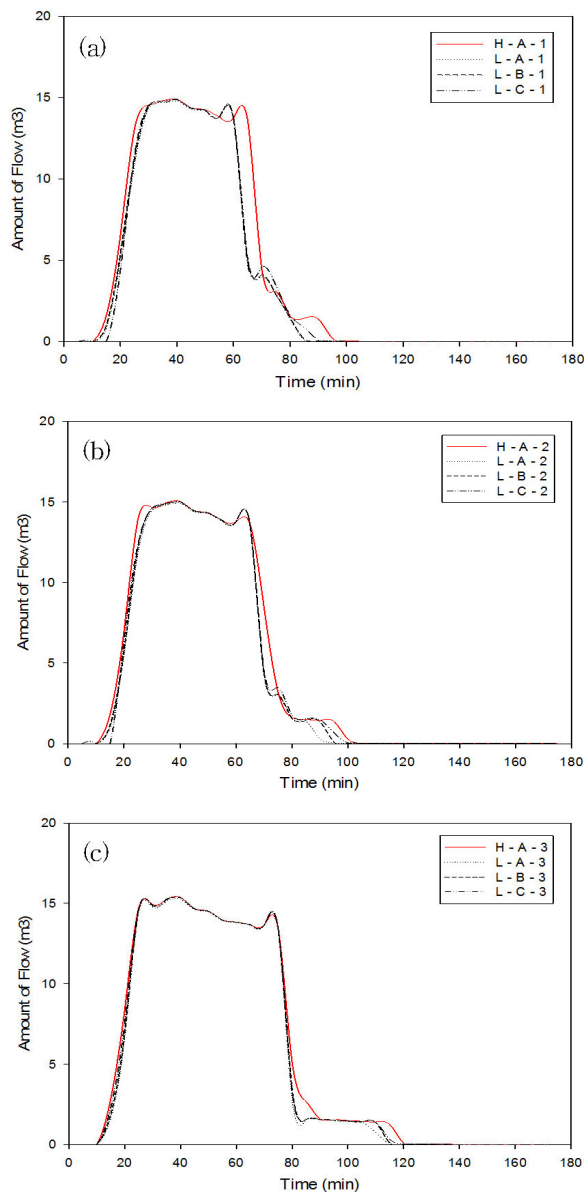 (a)
H - A - 1
L - A - 1
L - B - 1
L - C - 1
20
15
10
5
0
Amount of Flow (m3)
0 20 40 60 80 100 120 140 160 180
Time (min)
(b)
H - A - 2
L - A - 2
L - B - 2
L - C - 2
20
15
10
5
0
Amount of Flow (m3)
0 20 40 60 80 100 120 140 160 180
Time (min)
(c)
H - A - 3
L - A - 3
L - B - 3
L - C - 3
20
15
10
5
0
Amount of Flow (m3)
0 20 40 60 80 100 120 140 160 180
Time (min)